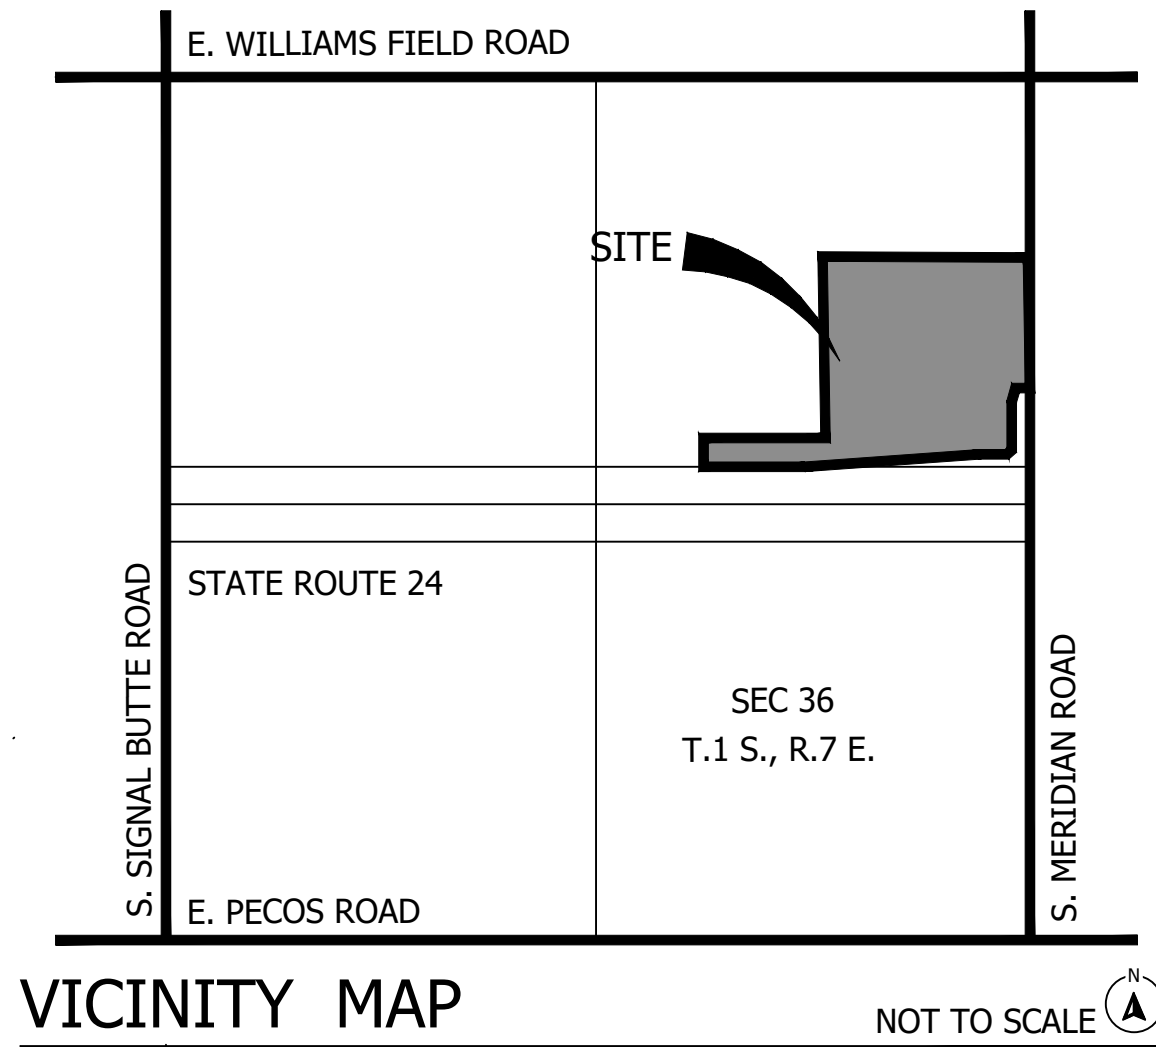 E. WILLIAMS FIELD ROAD
SITE
STATE ROUTE 24
S. SIGNAL BUTTE ROAD
SEC 36
T.1 S., R.7 E.
S. MERIDIAN ROAD
E. PECOS ROAD
VICINITY MAP
NOT TO SCALE
N